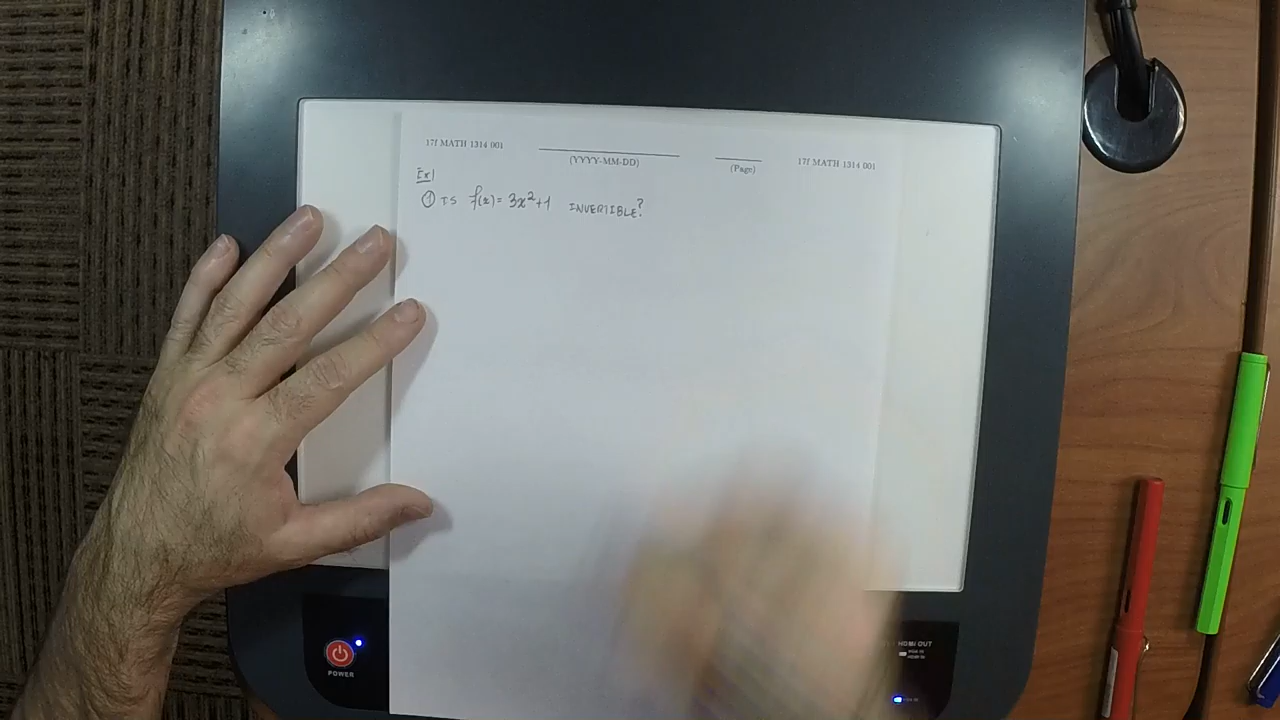 17f MATH 1314 001
(YYYY-MM-DD)
(Page)
17f MATH 1314 001
Ex|
① IS f(x) = 3x²+1 INVERTIBLE?
POWER
HDMI OUT